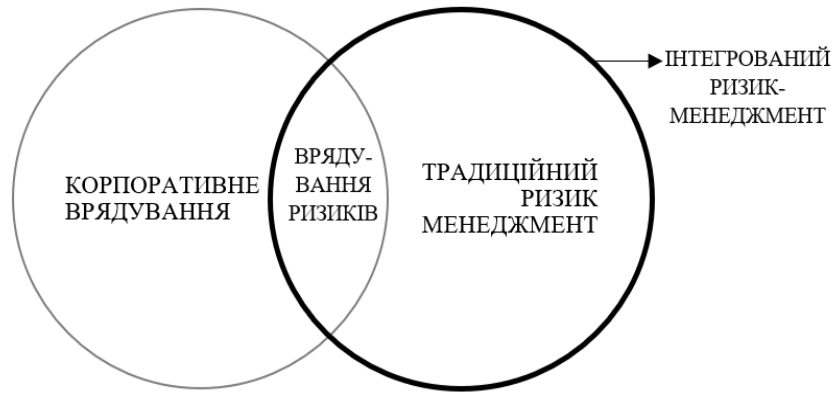 КОРПОРАТИВНЕ
ВРЯДУВАННЯ
ВРЯДУ-
ВАННЯ
РИЗИКІВ
ТРАДИЦІЙНИЙ
РИЗИК
МЕНЕДЖМЕНТ
ІНТЕГРОВАНИЙ
РИЗИК-
МЕНЕДЖМЕНТ